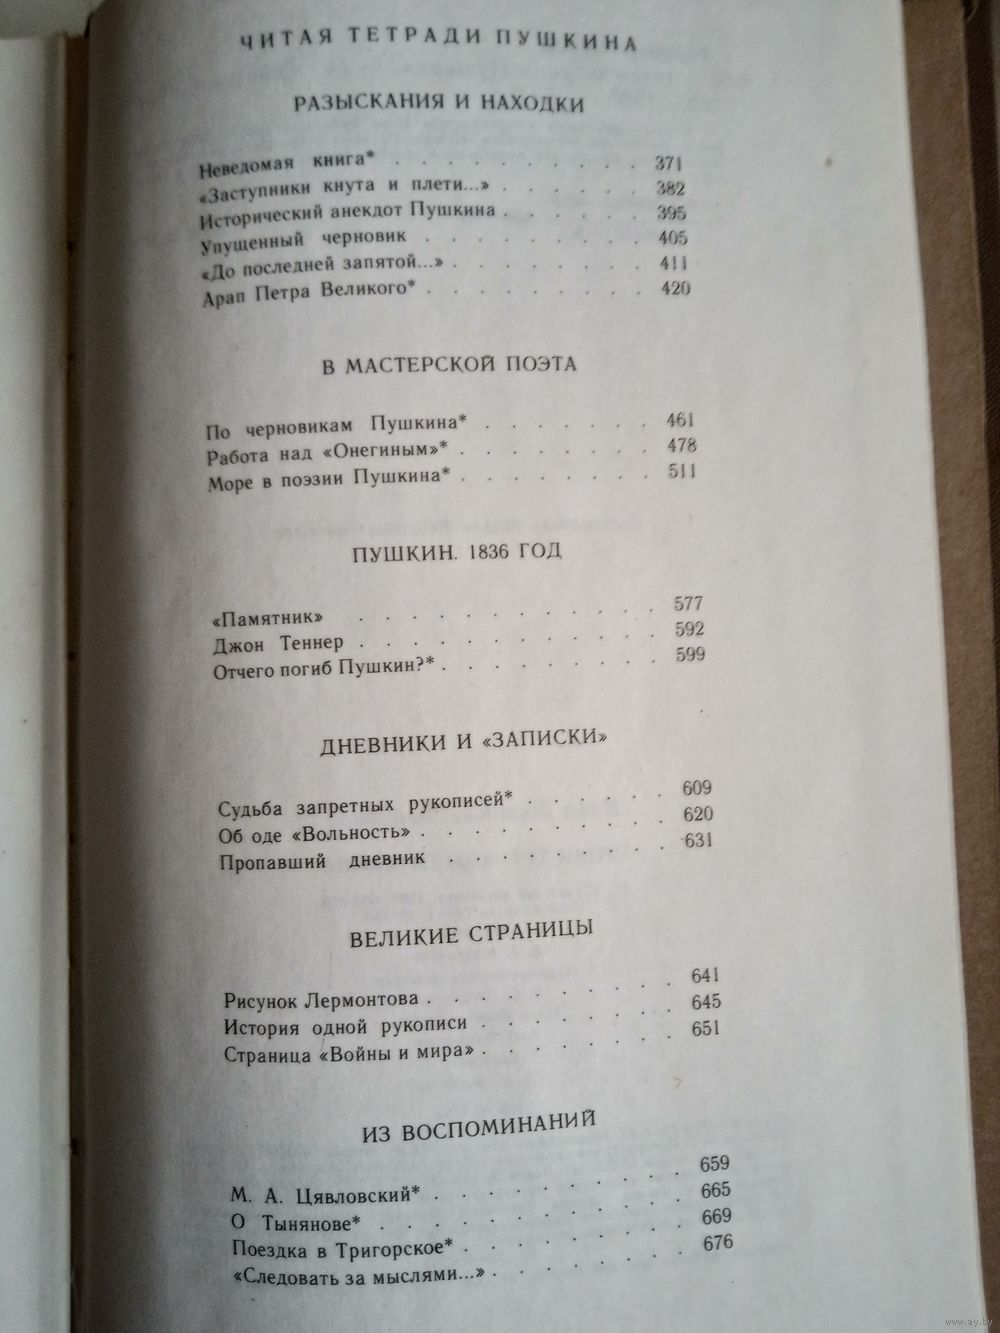 ЧИТАЯ ТЕТРАДИ ПУШКИНА
РАЗЫСКАНИЯ И НАХОДКИ
Неведомая книга* . . . . . . . . . . 371
«Заступники кнута и плети...» . . . . . . 382
Исторический анекдот Пушкина . . . . . . 395
Упущенный черновик . . . . . . . . . 405
«До последней запятой...» . . . . . . . . 411
Арап Петра Великого* . . . . . . . . . 420
В МАСТЕРСКОЙ ПОЭТА
По черновикам Пушкина* . . . . . . . 461
Работа над «Онегиным»* . . . . . . . . 478
Море в поэзии Пушкина* . . . . . . . . 511
ПУШКИН. 1836 ГОД
«Памятник» . . . . . . . . . . . . 577
Джон Теннер . . . . . . . . . . . . 592
Отчего погиб Пушкин?* . . . . . . . . . 599
ДНЕВНИКИ И «ЗАПИСКИ»
Судьба запретных рукописей* . . . . . . 609
Об оде «Вольность» . . . . . . . . . . 620
Пропавший дневник . . . . . . . . . 631
ВЕЛИКИЕ СТРАНИЦЫ
Рисунок Лермонтова . . . . . . . . . . 641
История одной рукописи . . . . . . . . 645
Страница «Войны и мира» . . . . . . . . 651
ИЗ ВОСПОМИНАНИЙ
М. А. Цявловский* . . . . . . . . . . 659
О Тынянове* . . . . . . . . . . . . 665
Поездка в Тригорское* . . . . . . . . . 669
«Следовать за мыслями...» . . . . . . . . 676
www.ay.by